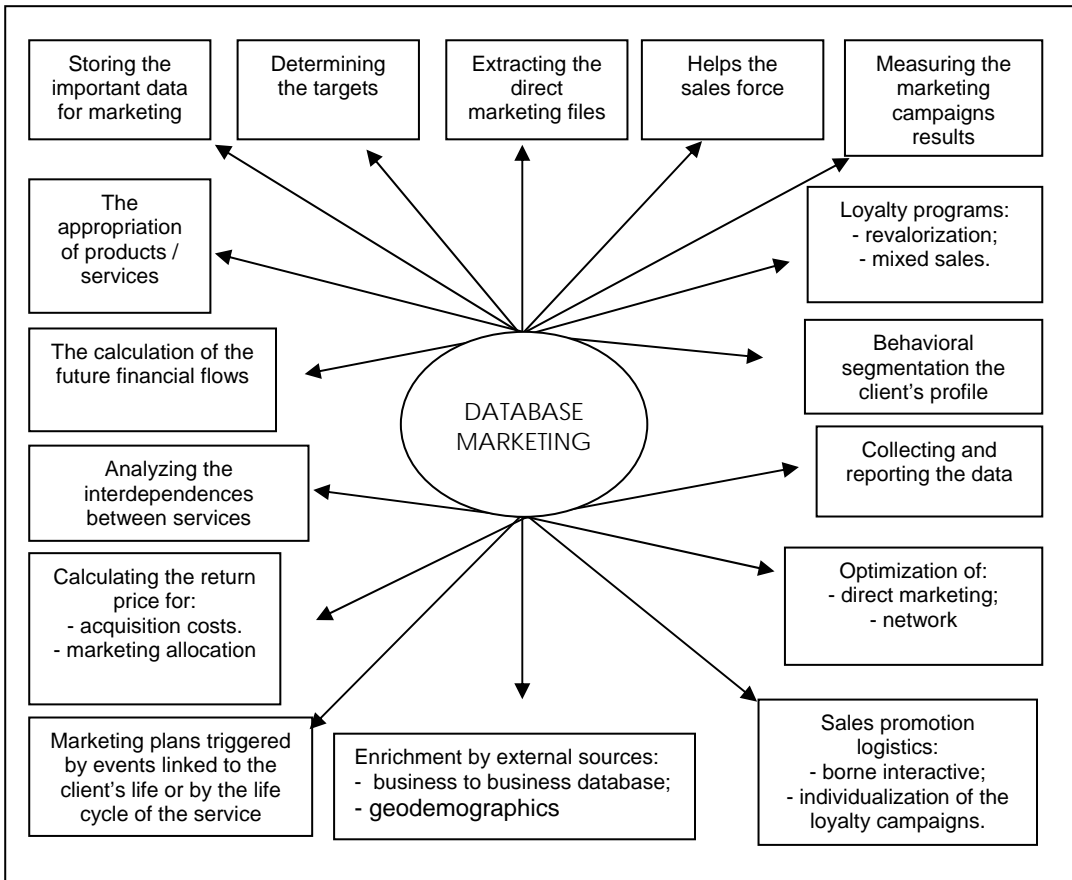 Storing the
important data
for marketing
Determining
the targets
Extracting the
direct
marketing files
Helps the
sales force
Measuring the
marketing
campaigns
results
The
appropriation
of products /
services
Loyalty programs:
- revalorization;
- mixed sales.
The calculation of the
future financial flows
Behavioral
segmentation the
client's profile
DATABASE
MARKETING
Analyzing the
interdependences
between services
Collecting and
reporting the data
Calculating the return
price for:
- acquisition costs.
- marketing allocation
Optimization of:
- direct marketing;
- network
Marketing plans triggered
by events linked to the
client's life or by the life
cycle of the service
Enrichment by external sources:
- business to business database;
- geodemographics
Sales promotion
logistics:
- borne interactive;
- individualization of the
loyalty campaigns.